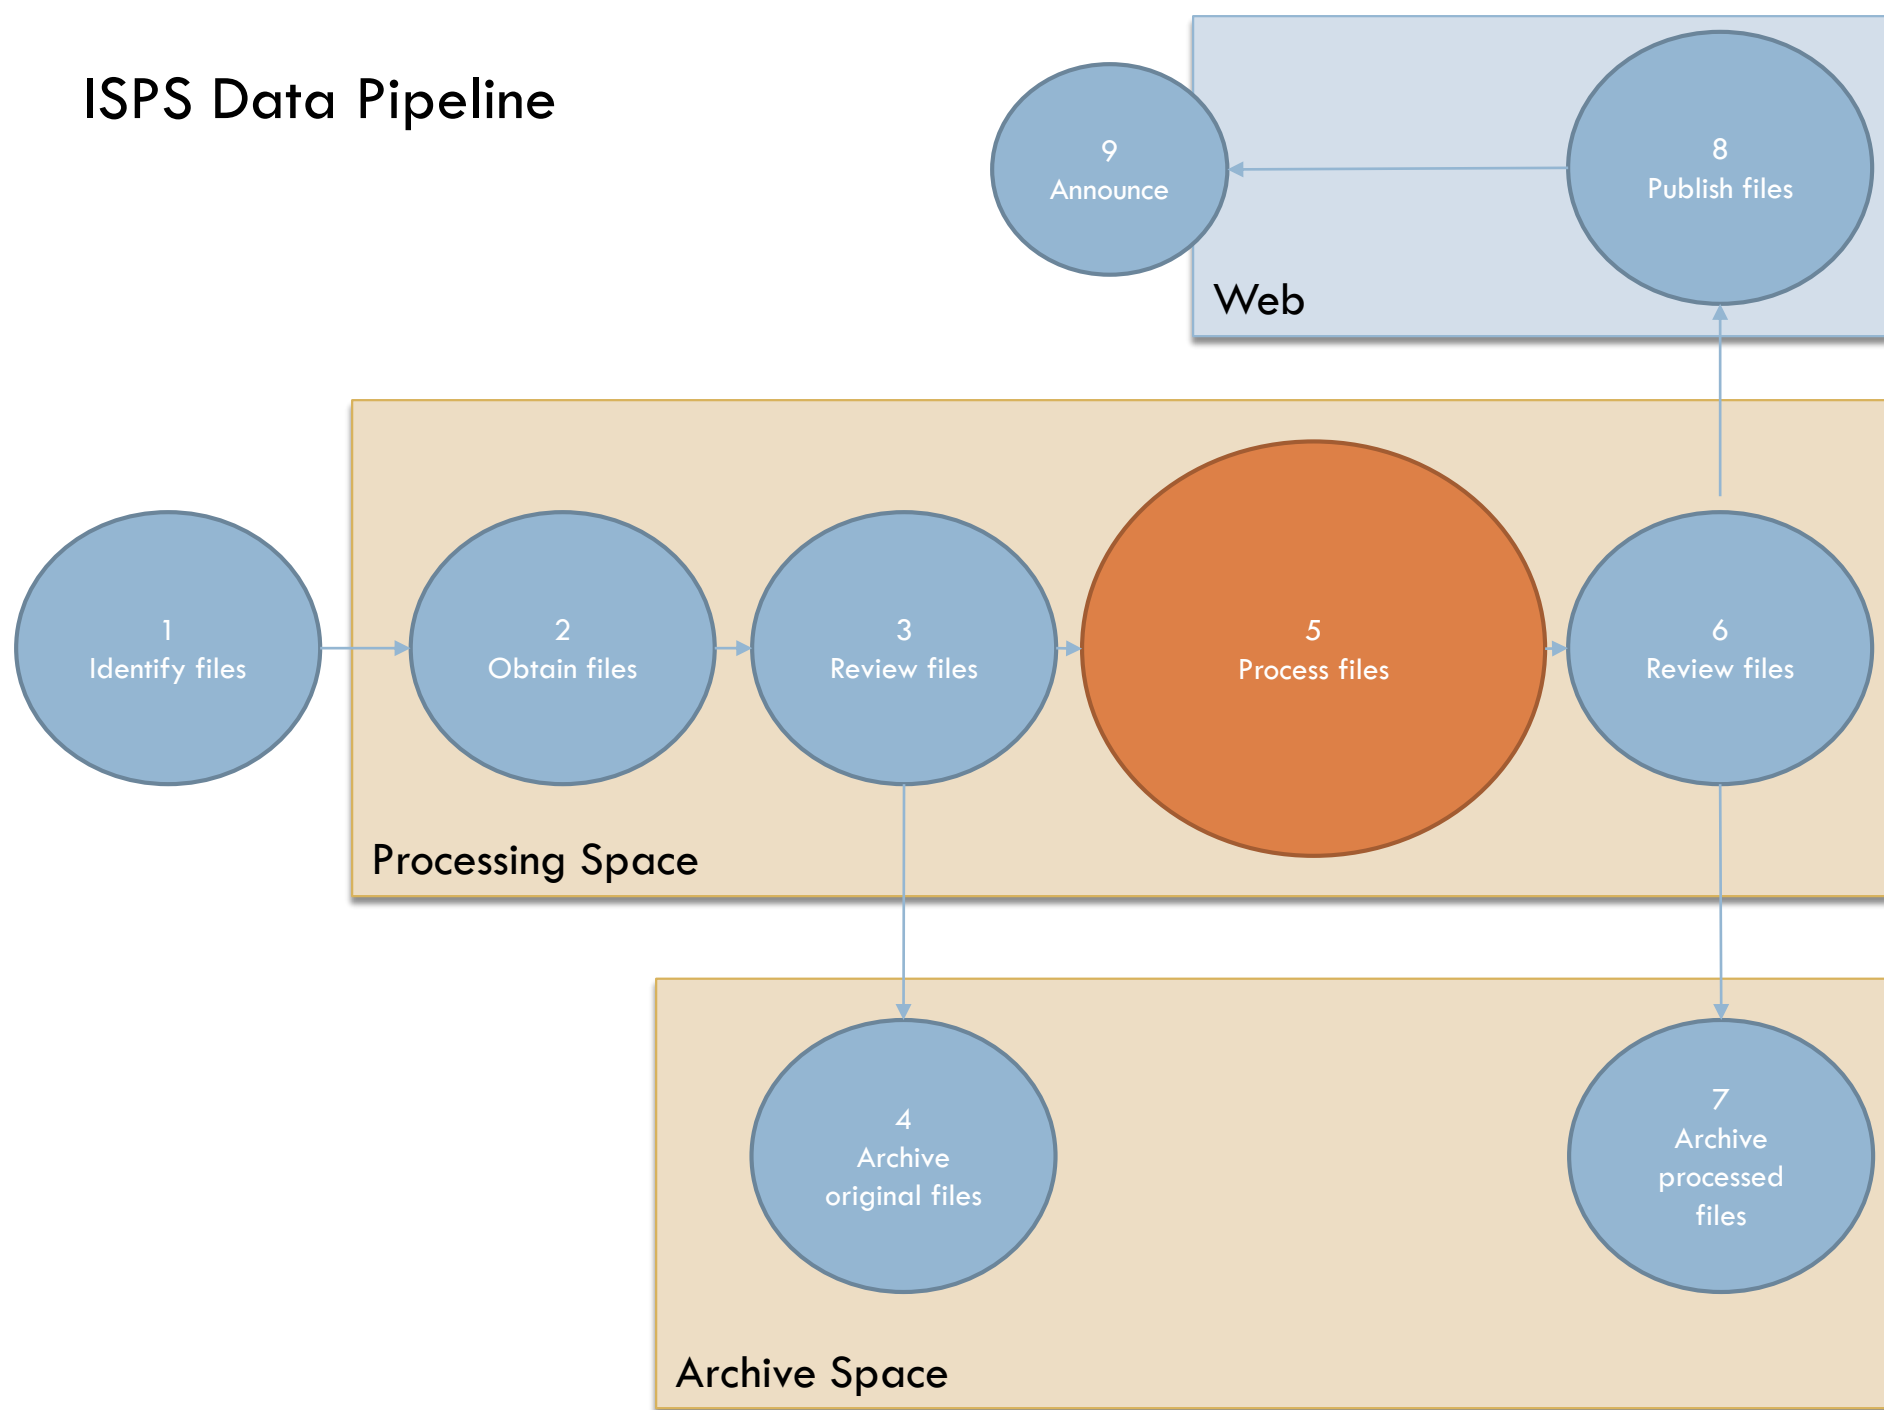 ISPS Data Pipeline
9
Announce
8
Publish files
Web
1
Identify files
2
Obtain files
3
Review files
5
Process files
6
Review files
Processing Space
4
Archive
original files
7
Archive
processed
files
Archive Space